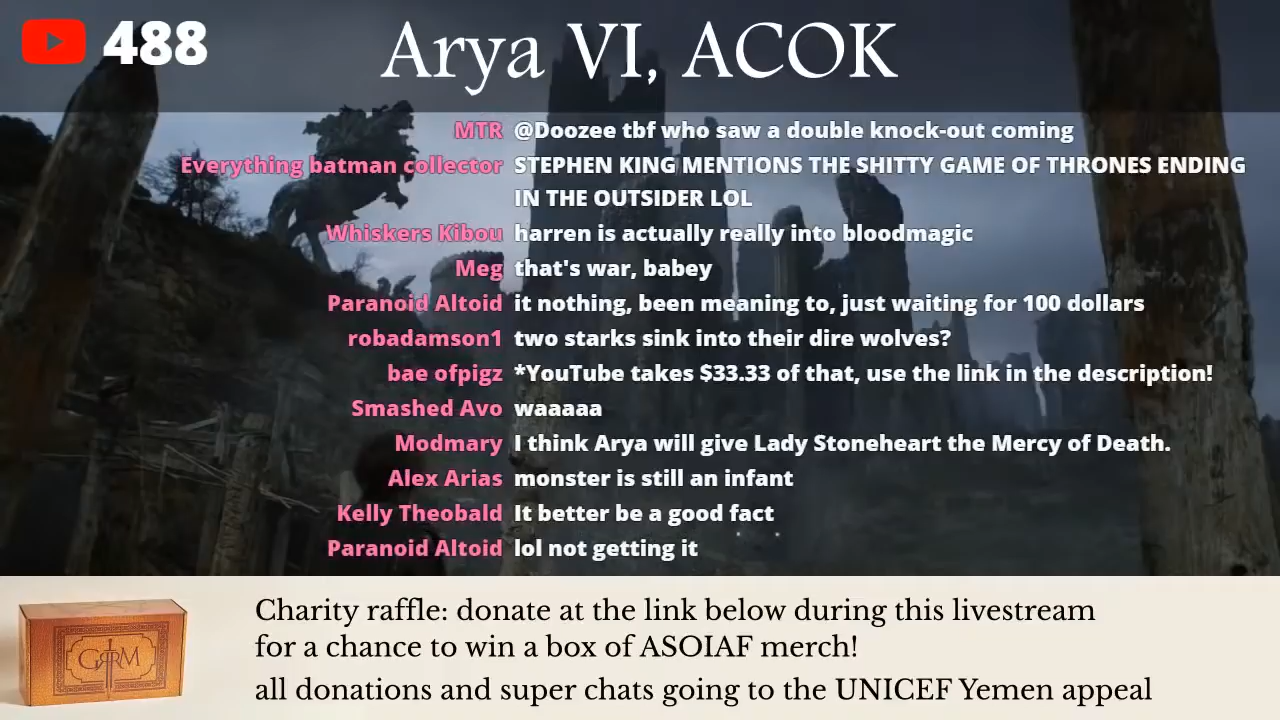 488
Arya VI, ACOK
MTR @Doozee tbf who saw a double knock-out coming
Everything batman collector STEPHEN KING MENTIONS THE SHITTY GAME OF THRONES ENDING
IN THE OUTSIDER LOL
Whiskers Kibou harren is actually really into bloodmagic
Meg that's war, babey
Paranoid Altoid it nothing, been meaning to, just waiting for 100 dollars
robadamson1 two starks sink into their dire wolves?
bae ofpigz *YouTube takes $33.33 of that, use the link in the description!
Smashed Avo waaaaa
Modmary I think Arya will give Lady Stoneheart the Mercy of Death.
Alex Arias monster is still an infant
Kelly Theobald It better be a good fact
Paranoid Altoid lol not getting it
GRRM
Charity raffle: donate at the link below during this livestream
for a chance to win a box of ASOIAF merch!
all donations and super chats going to the UNICEF Yemen appeal